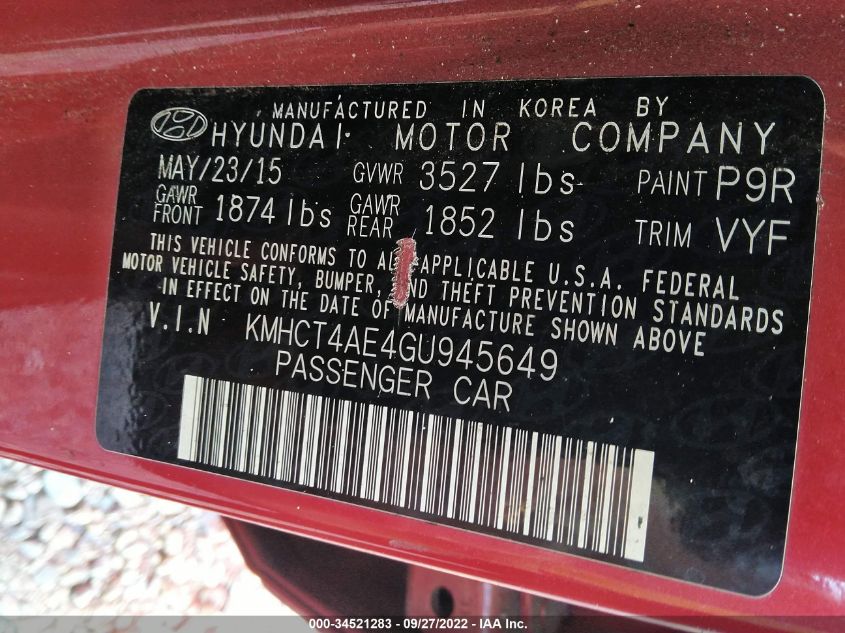 MANUFACTURED IN KOREA BY
HYUNDAI MOTOR COMPANY
MAY/23/15 GVWR 3527 lbs PAINT P9R
GAWR FRONT 1874 lbs GAWR REAR 1852 lbs TRIM VYF
THIS VEHICLE CONFORMS TO APPLICABLE U.S.A. FEDERAL
MOTOR VEHICLE SAFETY, BUMPER, THEFT PREVENTION STANDARDS
IN EFFECT ON THE DATE OF MANUFACTURE SHOWN ABOVE
V.I.N KMHCT4AE4GU945649
PASSENGER CAR
000-34521283 - 09/27/2022 - IAA Inc.